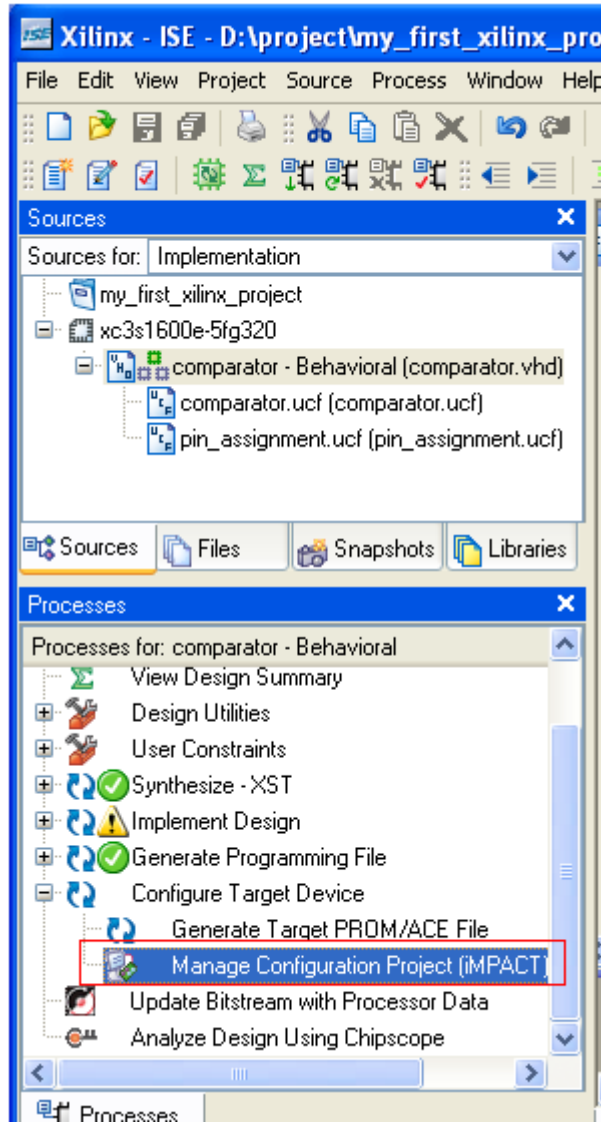 ISE Xilinx - ISE - D:\project\my_first_xilinx_pro
File Edit View Project Source Process Window Help
Sources
Sources for: Implementation
my_first_xilinx_project
xc3s1600e-5fg320
comparator - Behavioral (comparator.vhd)
comparator.ucf (comparator.ucf)
pin_assignment.ucf (pin_assignment.ucf)
Sources Files Snapshots Libraries
Processes
Processes for: comparator - Behavioral
View Design Summary
Design Utilities
User Constraints
Synthesize - XST
Implement Design
Generate Programming File
Configure Target Device
Generate Target PROM/ACE File
Manage Configuration Project (iMPACT)
Update Bitstream with Processor Data
Analyze Design Using Chipscope
Processes